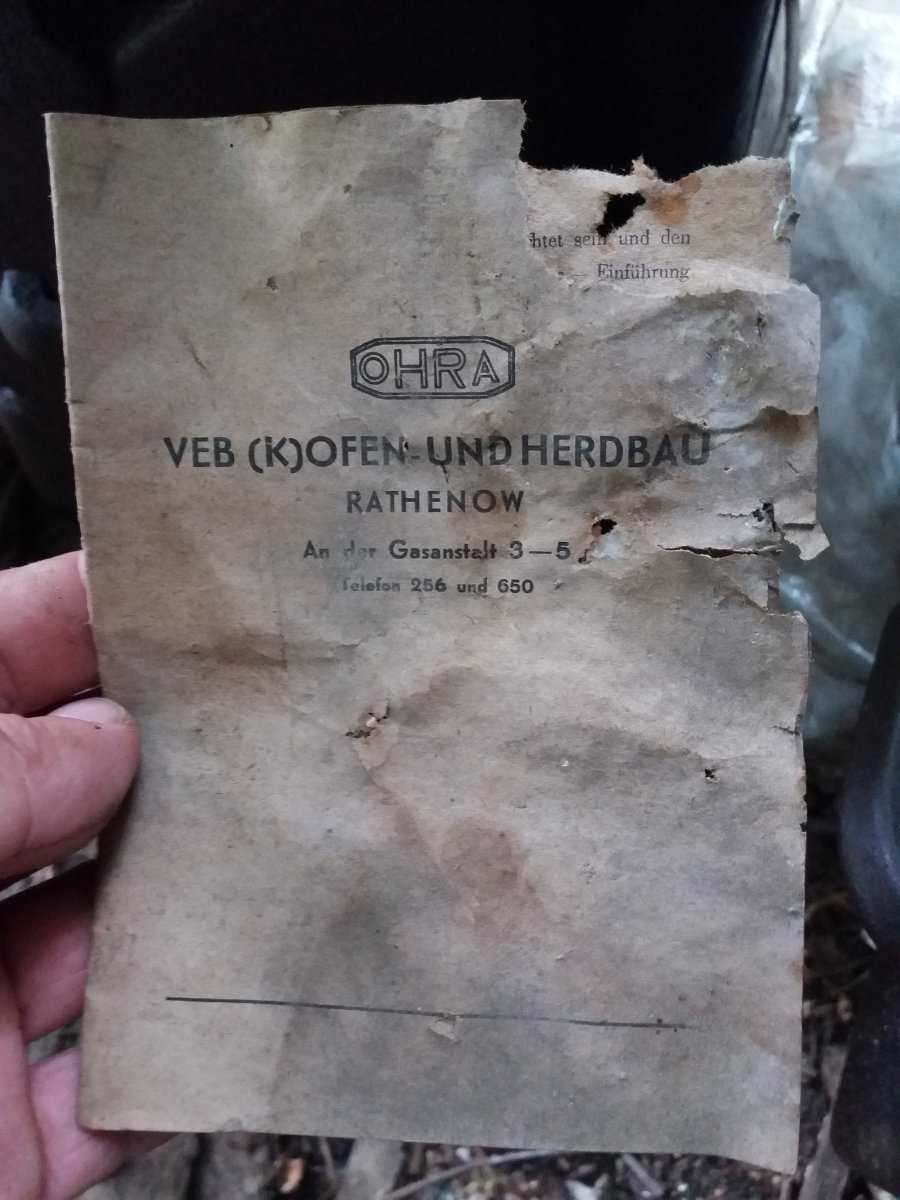 htet sein und den
— Einführung
OHRA
VEB (K) OFEN- UND HERDBAU
RATHENOW
An der Gasanstalt 3—5
Telefon 256 und 650